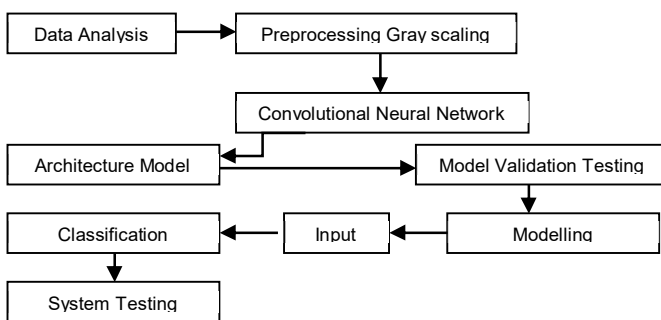 Data Analysis
Preprocessing Gray scaling
Convolutional Neural Network
Architecture Model
Model Validation Testing
Classification
Input
Modelling
System Testing